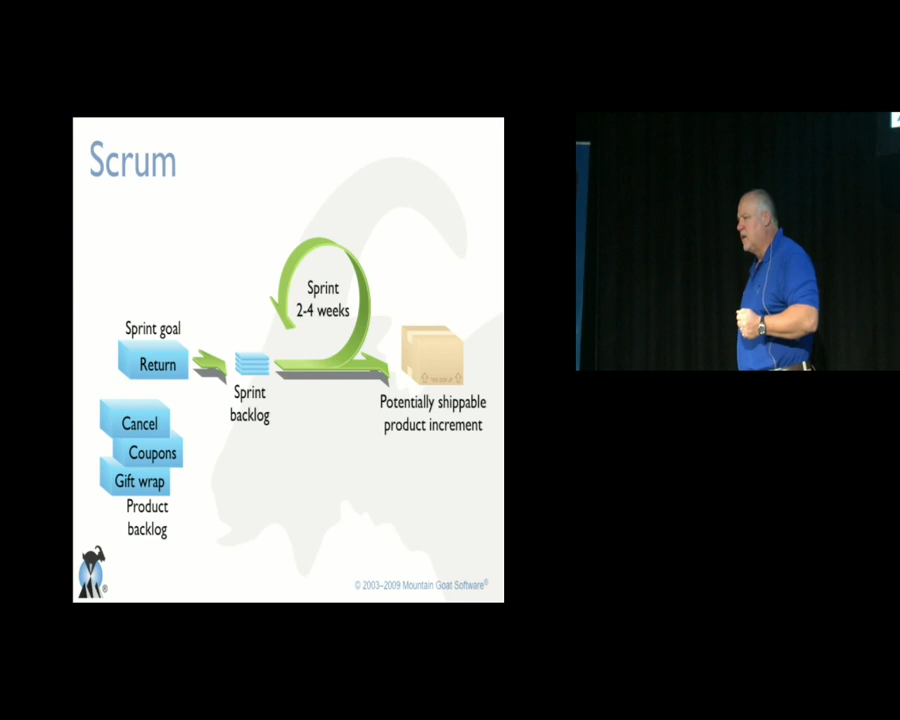 Scrum
Sprint
2-4 weeks
Sprint goal
Return
Sprint
backlog
Potentially shippable
product increment
Cancel
Coupons
Gift wrap
Product
backlog
© 2003–2009 Mountain Goat Software®
®